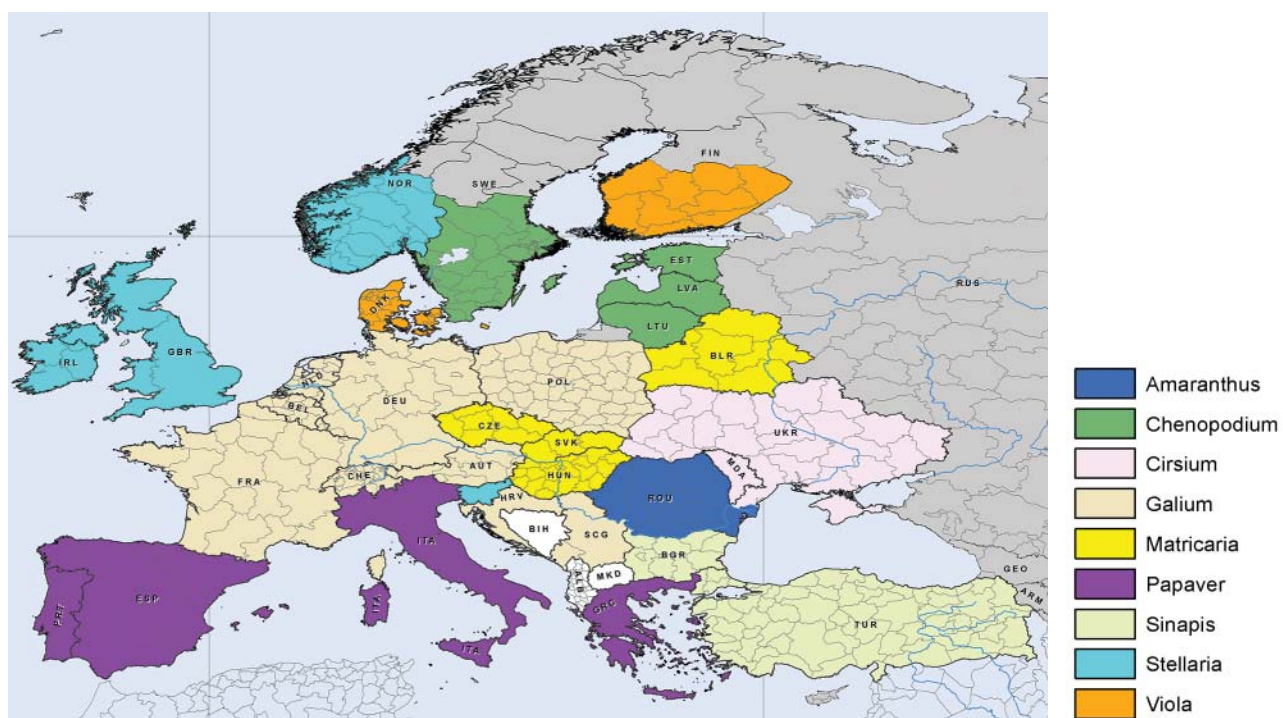 FIN
NOR
SWE
EST
RUS
LVA
DNK
LTU
GBR
IRL
BLR
NLD
POL
DEU
BEL
CZE
UKR
SVK
AUT
MDA
HUN
CHE
FRA
ROU
HRV
BIH
SCG
ITA
BGR
GEO
MKD
ALB
ARM
ESP
PRT
ITA
GRC
TUR
ITA
Amaranthus
Chenopodium
Cirsium
Galium
Matricaria
Papaver
Sinapis
Stellaria
Viola